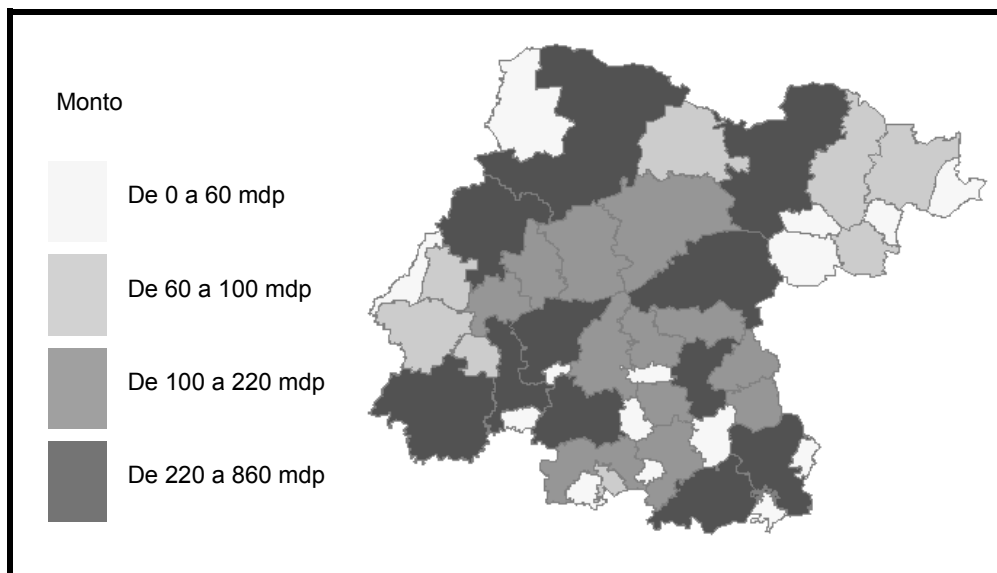 Monto
De 0 a 60 mdp
De 60 a 100 mdp
De 100 a 220 mdp
De 220 a 860 mdp